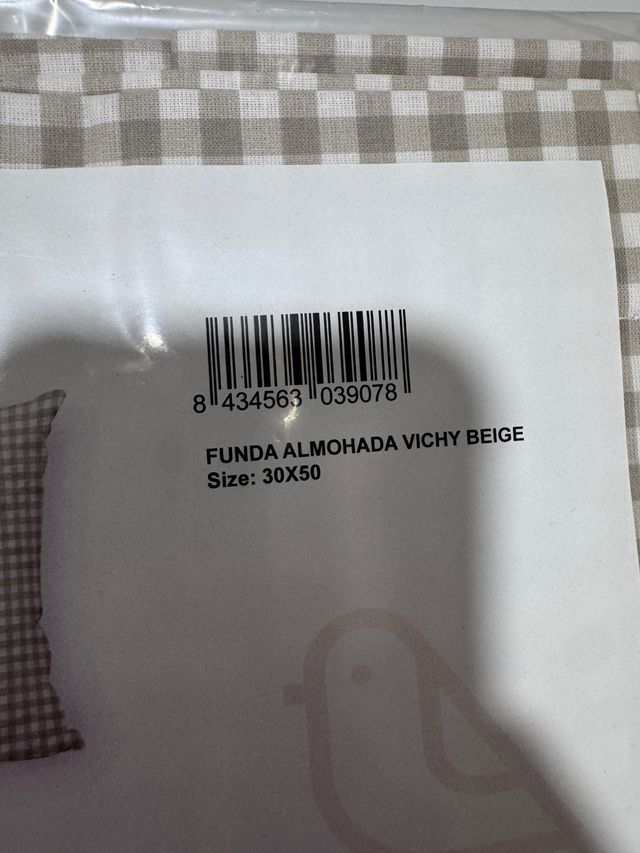 8 434563 039078
FUNDA ALMOHADA VICHY BEIGE
Size: 30X50